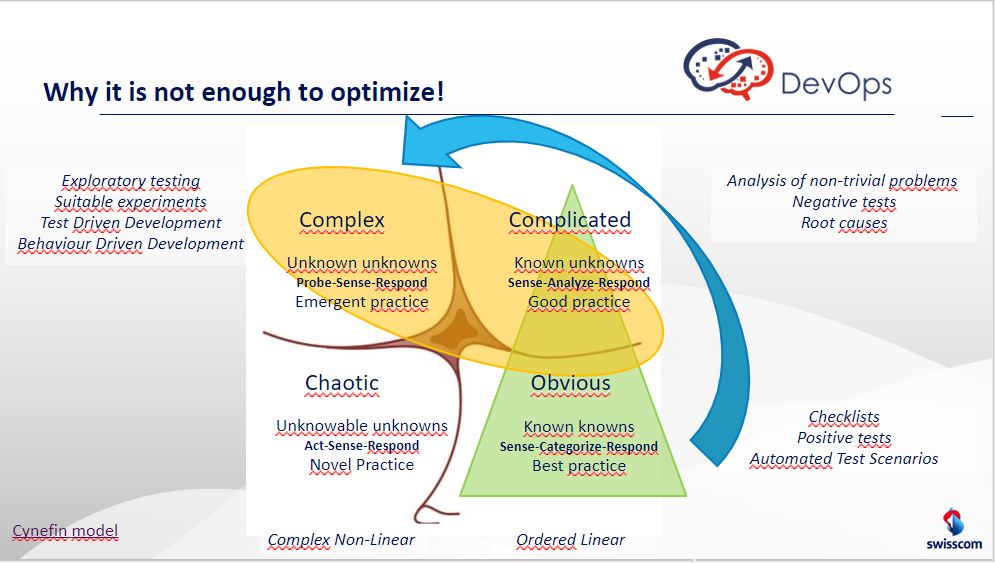 Why it is not enough to optimize!
DevOps
Exploratory testing
Suitable experiments
Test Driven Development
Behaviour Driven Development
Complex
Unknown unknowns
Probe-Sense-Respond
Emergent practice
Complicated
Known unknowns
Sense-Analyze-Respond
Good practice
Analysis of non-trivial problems
Negative tests
Root causes
Chaotic
Unknowable unknowns
Act-Sense-Respond
Novel Practice
Obvious
Known knowns
Sense-Categorize-Respond
Best practice
Checklists
Positive tests
Automated Test Scenarios
Cynefin model
Complex Non-Linear
Ordered Linear
swisscom